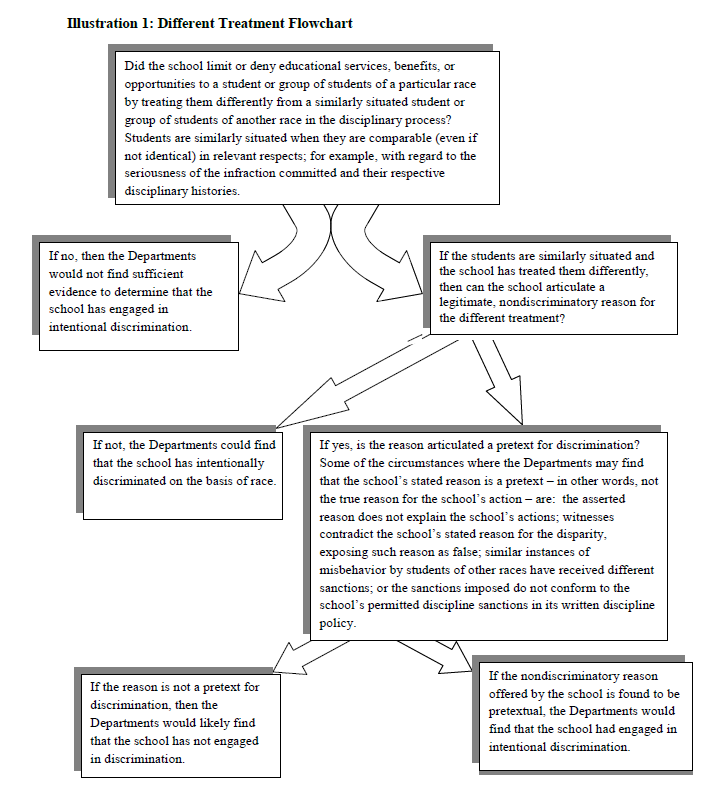 Illustration 1: Different Treatment Flowchart
Did the school limit or deny educational services, benefits, or
opportunities to a student or group of students of a particular race
by treating them differently from a similarly situated student or
group of students of another race in the disciplinary process?
Students are similarly situated when they are comparable (even if
not identical) in relevant respects; for example, with regard to the
seriousness of the infraction committed and their respective
disciplinary histories.
If no, then the Departments
would not find sufficient
evidence to determine that the
school has engaged in
intentional discrimination.
If the students are similarly situated and
the school has treated them differently,
then can the school articulate a
legitimate, nondiscriminatory reason for
the different treatment?
If not, the Departments could find
that the school has intentionally
discriminated on the basis of race.
If yes, is the reason articulated a pretext for discrimination?
Some of the circumstances where the Departments may find
that the school's stated reason is a pretext – in other words, not
the true reason for the school's action – are:  the asserted
reason does not explain the school's actions; witnesses
contradict the school's stated reason for the disparity,
exposing such reason as false; similar instances of
misbehavior by students of other races have received different
sanctions; or the sanctions imposed do not conform to the
school's permitted discipline sanctions in its written discipline
policy.
If the reason is not a pretext for
discrimination, then the
Departments would likely find
that the school has not engaged
in discrimination.
If the nondiscriminatory reason
offered by the school is found to be
pretextual, the Departments would
find that the school had engaged in
intentional discrimination.